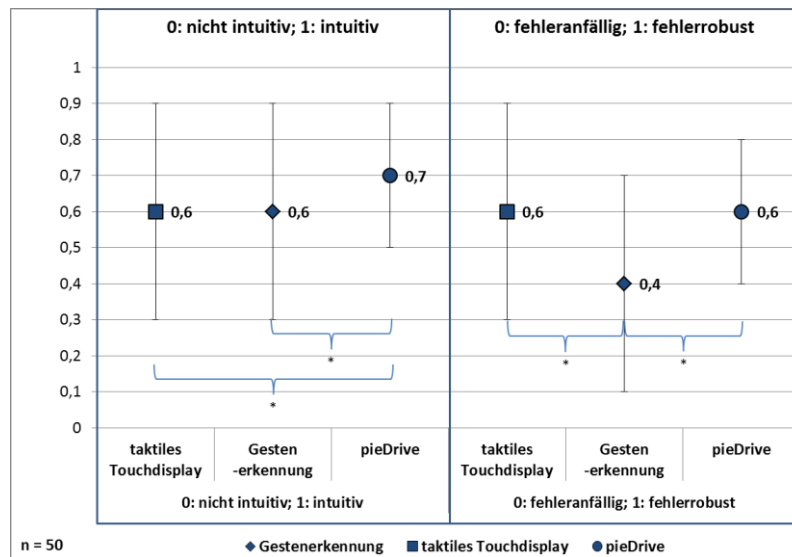 0: nicht intuitiv; 1: intuitiv
0: fehleranfällig; 1: fehlerrobust
1
0,9
0,8
0,7
0,6
0,5
0,4
0,3
0,2
0,1
0
0,6
0,6
0,7
0,6
0,4
0,6
*
*
*
*
taktiles
Touchdisplay
Gesten
-erkennung
pieDrive
taktiles
Touchdisplay
Gesten
-erkennung
pieDrive
0: nicht intuitiv; 1: intuitiv
0: fehleranfällig; 1: fehlerrobust
n = 50
Gestenerkennung
taktiles Touchdisplay
pieDrive